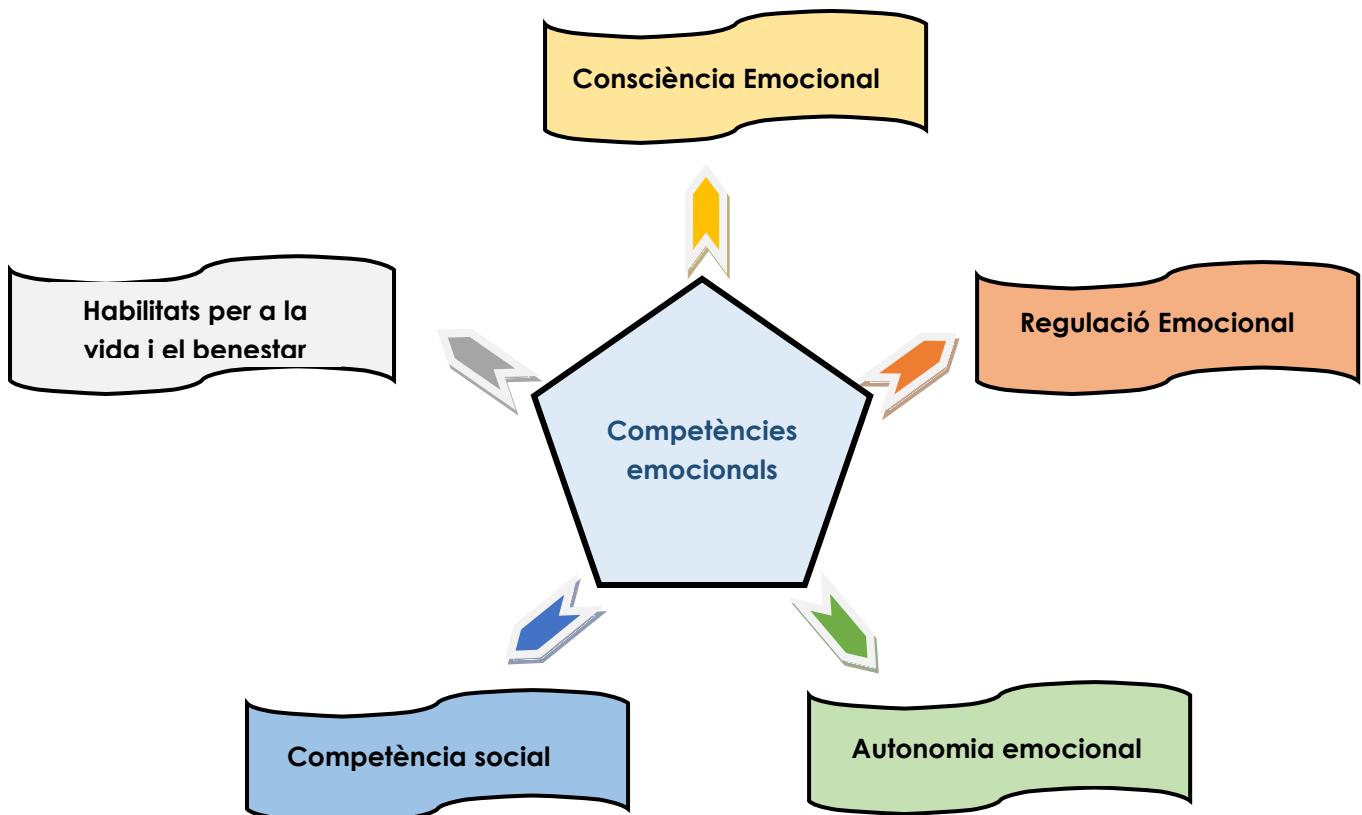 Consciència Emocional
Habilitats per a la
vida i el benestar
Regulació Emocional
Competències
emocionals
Competència social
Autonomia emocional